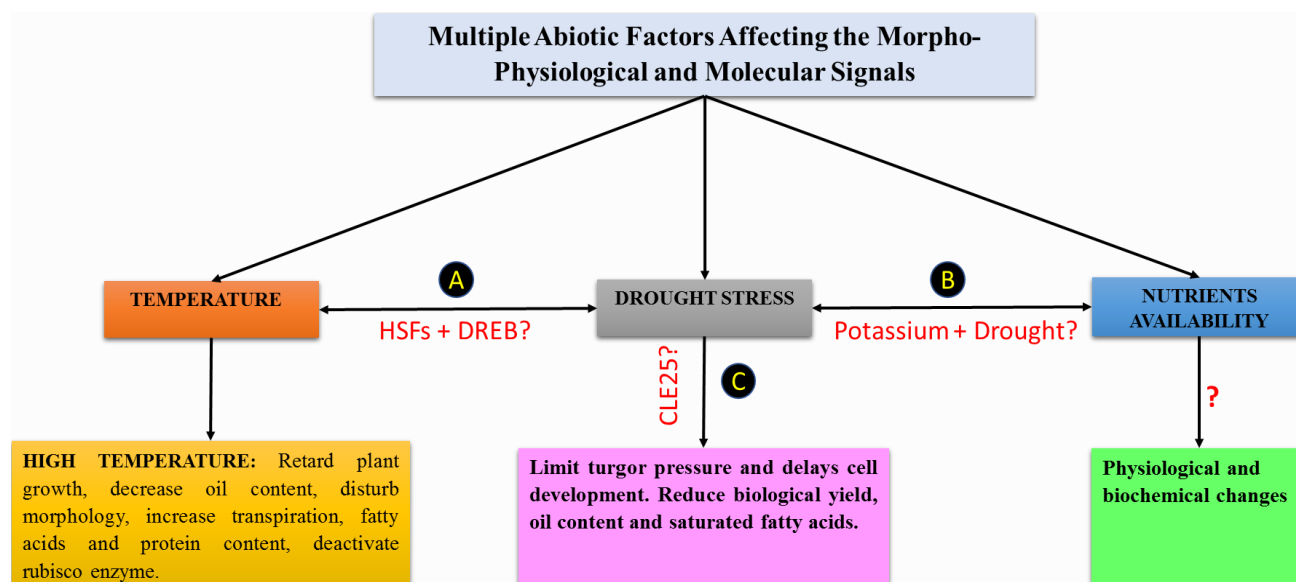 Multiple Abiotic Factors Affecting the Morpho-
Physiological and Molecular Signals
TEMPERATURE
A
HSFs + DREB?
DROUGHT STRESS
B
Potassium + Drought?
NUTRIENTS
AVAILABILITY
CLE25?
C
?
HIGH TEMPERATURE: Retard plant
growth, decrease oil content, disturb
morphology, increase transpiration, fatty
acids and protein content, deactivate
rubisco enzyme.
Limit turgor pressure and delays cell
development. Reduce biological yield,
oil content and saturated fatty acids.
Physiological and
biochemical changes